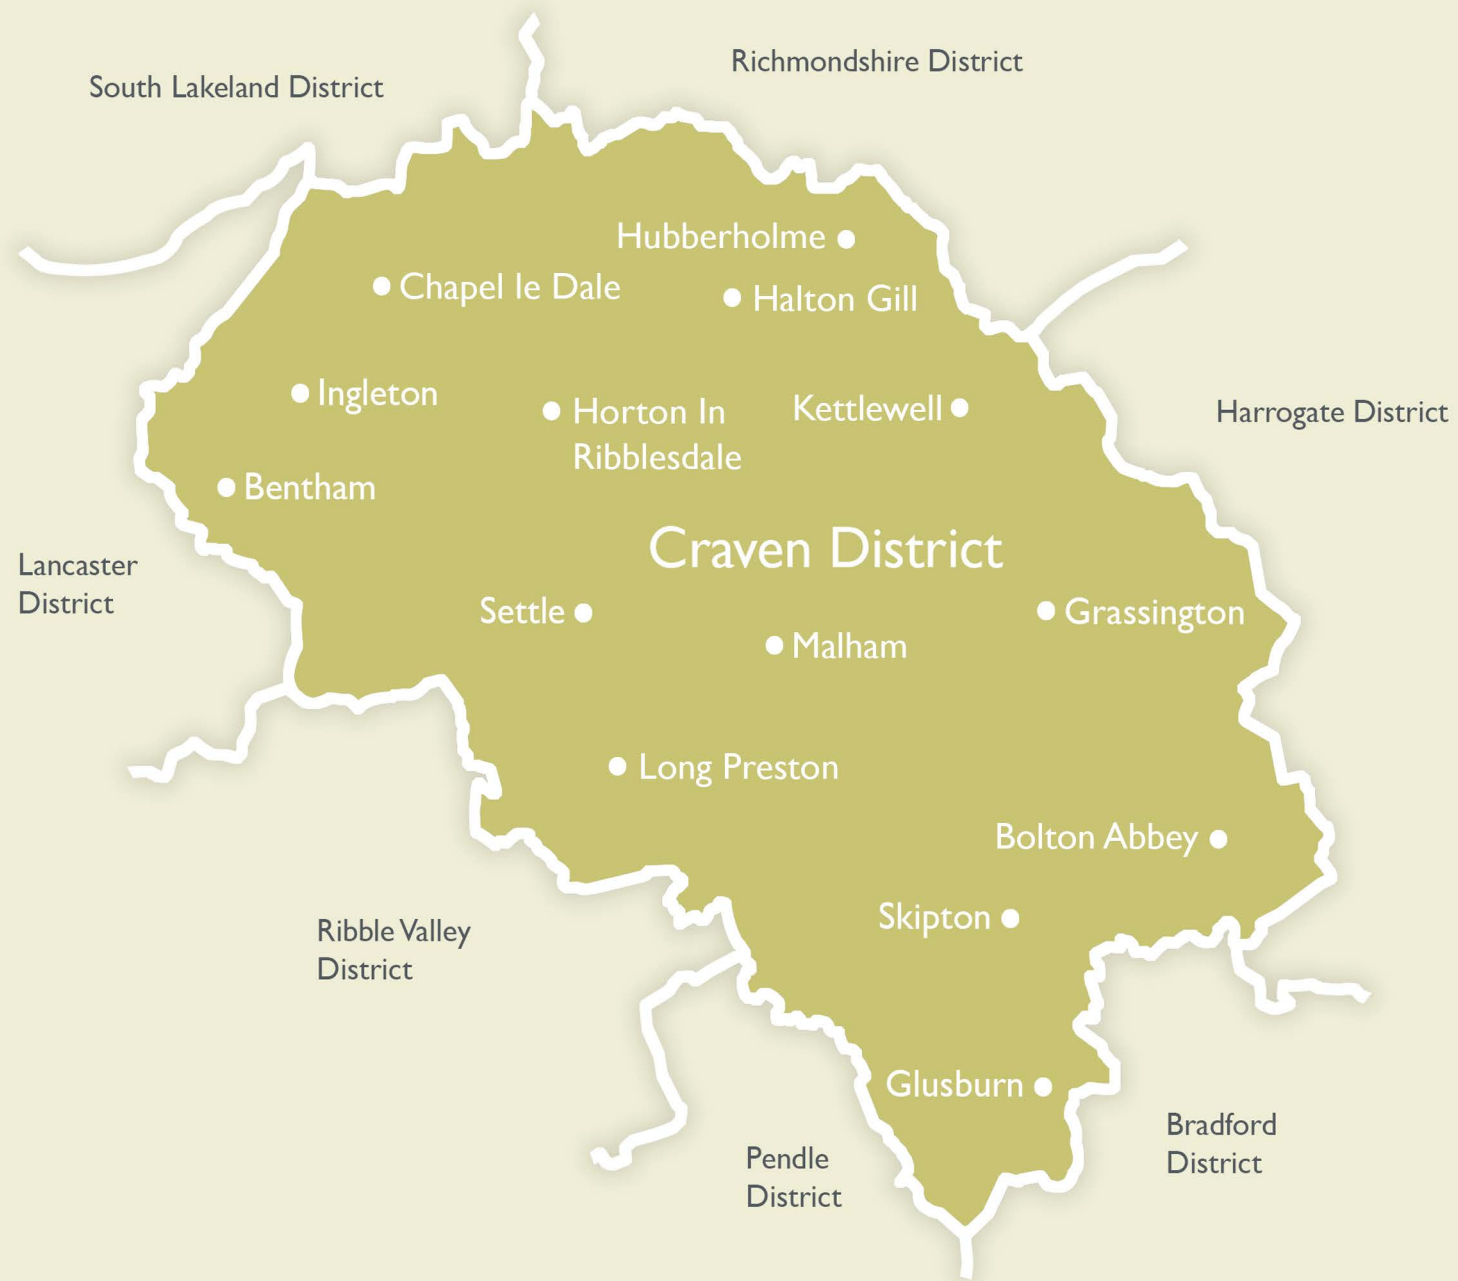 Richmondshire District
South Lakeland District
Hubberholme
Chapel le Dale
Halton Gill
Ingleton
Horton In
Ribblesdale
Kettlewell
Harrogate District
Bentham
Craven District
Lancaster
District
Settle
Grassington
Malham
Long Preston
Bolton Abbey
Skipton
Ribble Valley
District
Glusburn
Bradford
District
Pendle
District